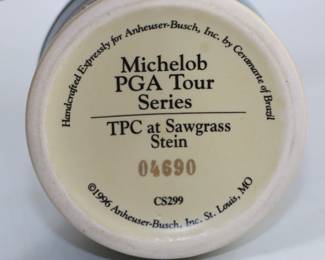 Handcrafted Expressly for Anheuser-Busch, Inc. by Ceramarte of Brazil
Michelob
PGA Tour
Series
TPC at Sawgrass
Stein
04690
CS299
©1996 Anheuser-Busch, Inc. St. Louis, MO